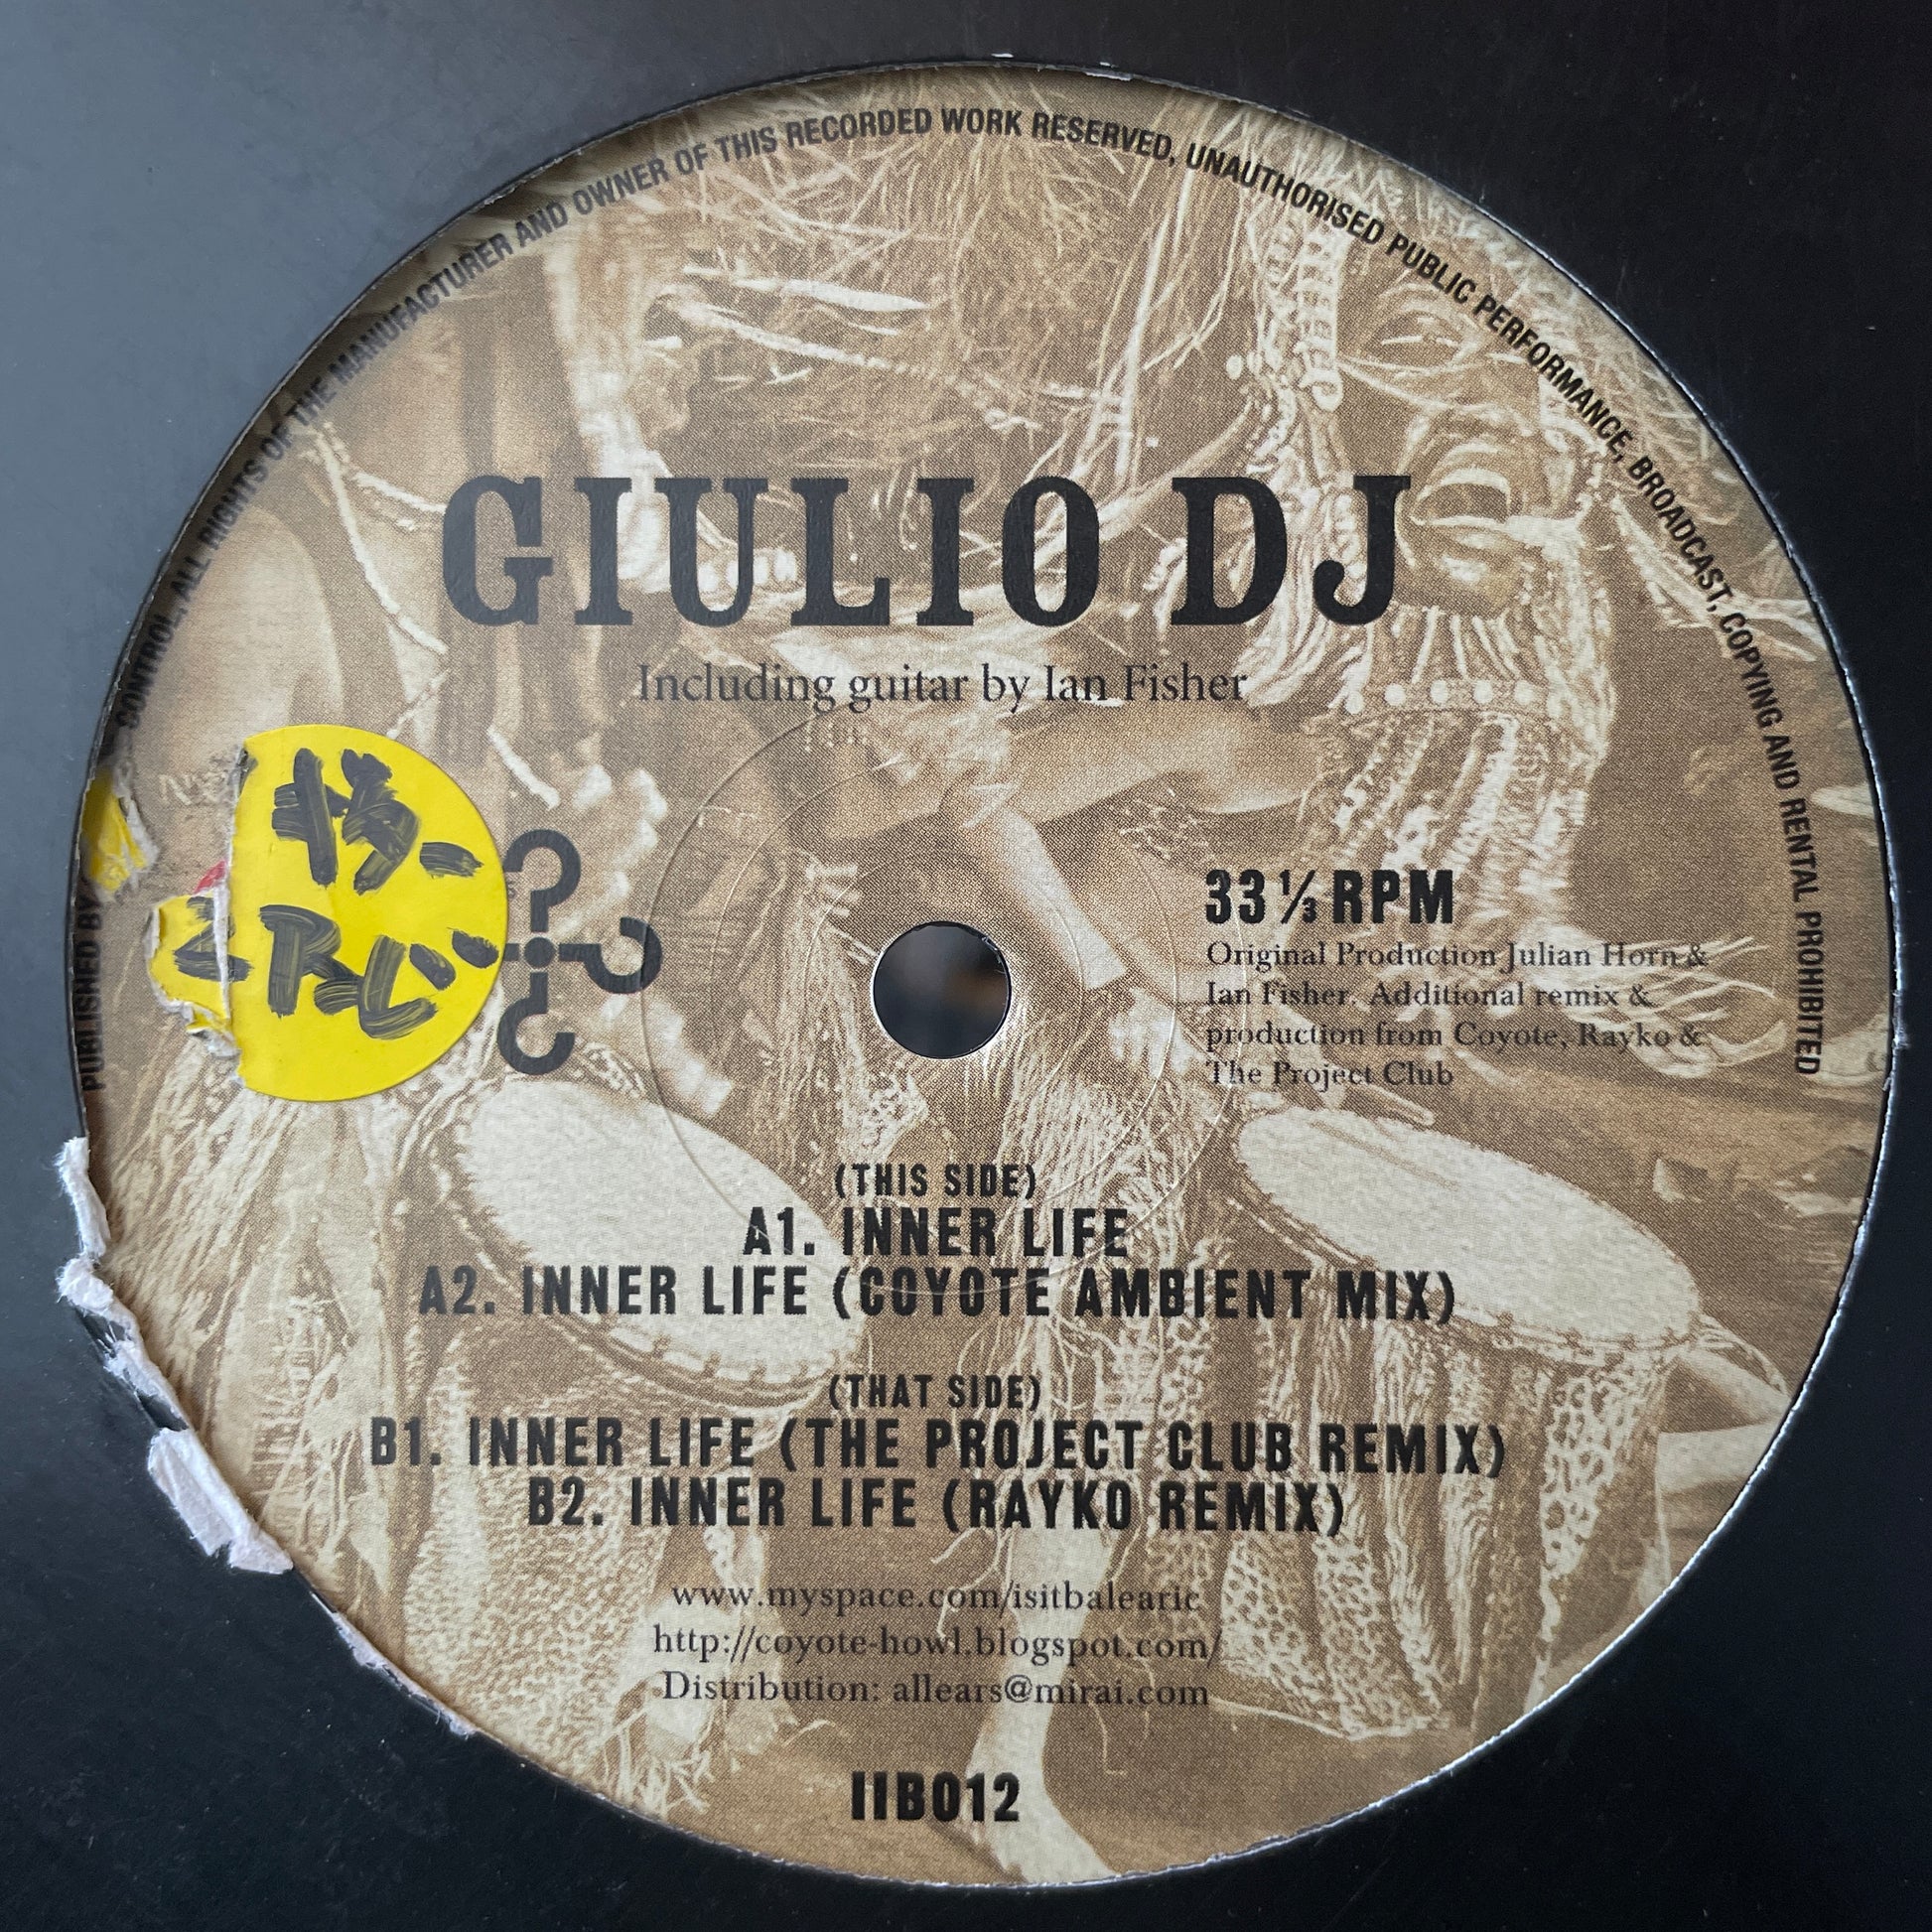 PUBLISHED BY
CONTROL, ALL RIGHTS OF THE MANUFACTURER AND OWNER OF THIS RECORDED WORK RESERVED, UNAUTHORISED PUBLIC PERFORMANCE, BROADCAST, COPYING AND RENTAL PROHIBITED
GIULIO DJ
Including guitar by Ian Fisher
33 ⅓ RPM
Original Production Julian Horn &
Ian Fisher. Additional remix &
production from Coyote, Rayko &
The Project Club
(THIS SIDE)
A1. INNER LIFE
A2. INNER LIFE (COYOTE AMBIENT MIX)
(THAT SIDE)
B1. INNER LIFE (THE PROJECT CLUB REMIX)
B2. INNER LIFE (RAYKO REMIX)
www.myspace.com/isitbalearic
http://coyote-howl.blogspot.com/
Distribution: allears@mirai.com
IIB012